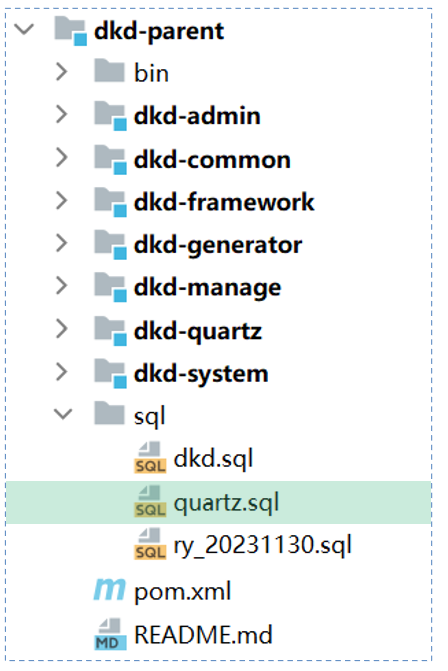 dkd-parent
bin
dkd-admin
dkd-common
dkd-framework
dkd-generator
dkd-manage
dkd-quartz
dkd-system
sql
SQL dkd.sql
SQL quartz.sql
SQL ry_20231130.sql
m pom.xml
MD README.md